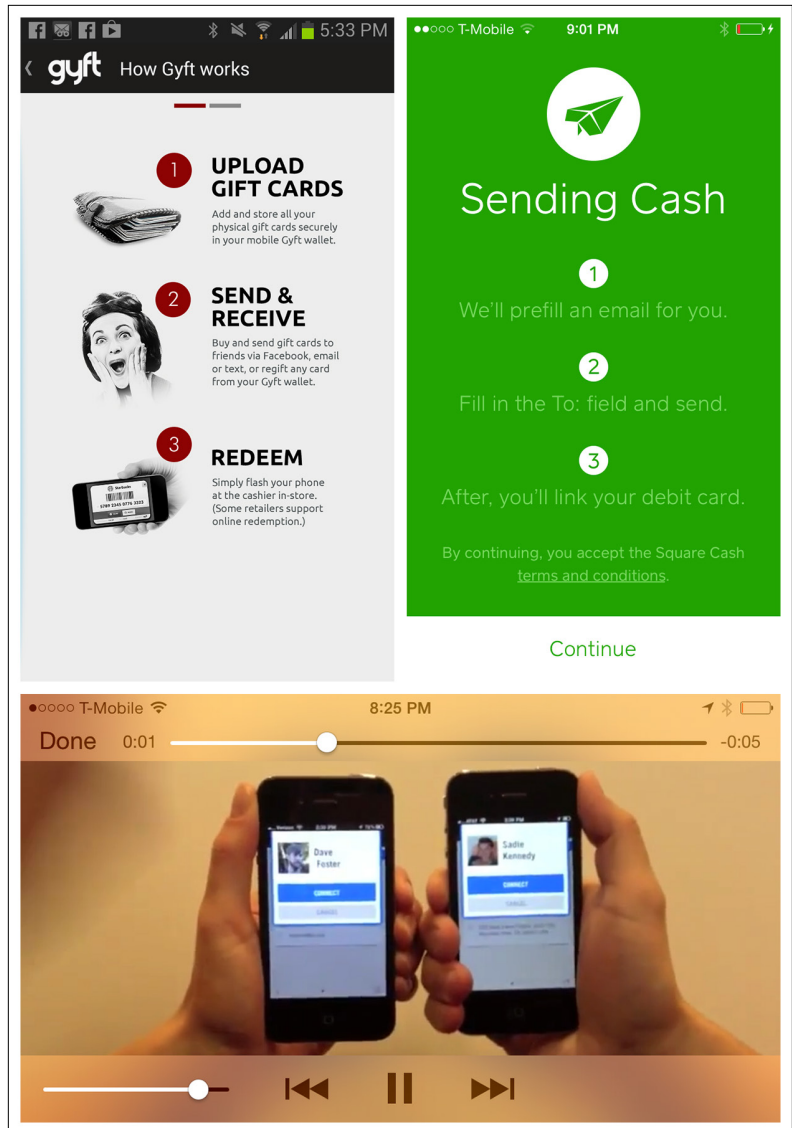 5:33 PM
gyft How Gyft works
1
UPLOAD
GIFT CARDS
Add and store all your
physical gift cards securely
in your mobile Gyft wallet.
2
SEND &
RECEIVE
Buy and send gift cards to
friends via Facebook, email
or text, or regift any card
from your Gyft wallet.
3
REDEEM
Simply flash your phone
at the cashier in-store.
(Some retailers support
online redemption.)
T-Mobile 9:01 PM
Sending Cash
1
We'll prefill an email for you.
2
Fill in the To: field and send.
3
After, you'll link your debit card.
By continuing, you accept the Square Cash
terms and conditions.
Continue
T-Mobile 8:25 PM
Done 0:01 -0:05
Dave
Foster
CONNECT
CANCEL
Sadie
Kennedy
CONNECT
CANCEL